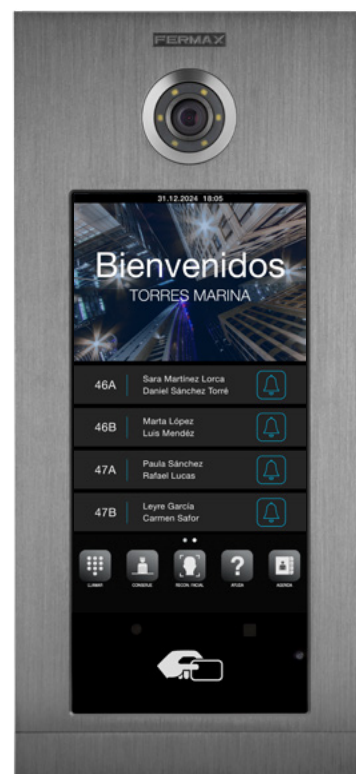 FERMAX
31.12.2024 18:05
Bienvenidos
TORRES MARINA
46A
Sara Martínez Lorca
Daniel Sánchez Torré
46B
Marta López
Luis Mendéz
47A
Paula Sánchez
Rafael Lucas
47B
Leyre García
Carmen Safor
LLAMAR
CONSERJE
RECON. FACIAL
?
AYUDA
AGENDA